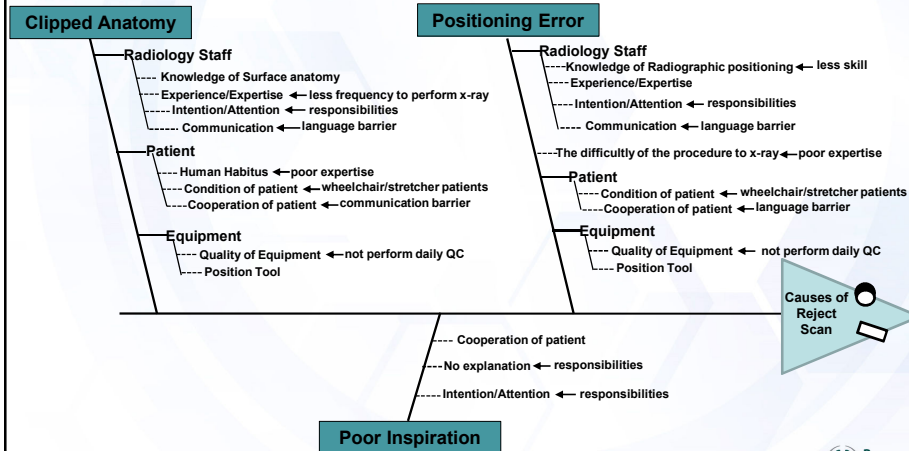 Clipped Anatomy
Radiology Staff
Knowledge of Surface anatomy
Experience/Expertise less frequency to perform x-ray
Intention/Attention responsibilities
Communication language barrier
Patient
Human Habitus poor expertise
Condition of patient wheelchair/stretcher patients
Cooperation of patient communication barrier
Equipment
Quality of Equipment not perform daily QC
Position Tool
Positioning Error
Radiology Staff
Knowledge of Radiographic positioning less skill
Experience/Expertise
Intention/Attention responsibilities
Communication language barrier
The difficultly of the procedure to x-ray poor expertise
Patient
Condition of patient wheelchair/stretcher patients
Cooperation of patient language barrier
Equipment
Quality of Equipment not perform daily QC
Position Tool
Causes of
Reject
Scan
Cooperation of patient
No explanation responsibilities
Intention/Attention responsibilities
Poor Inspiration